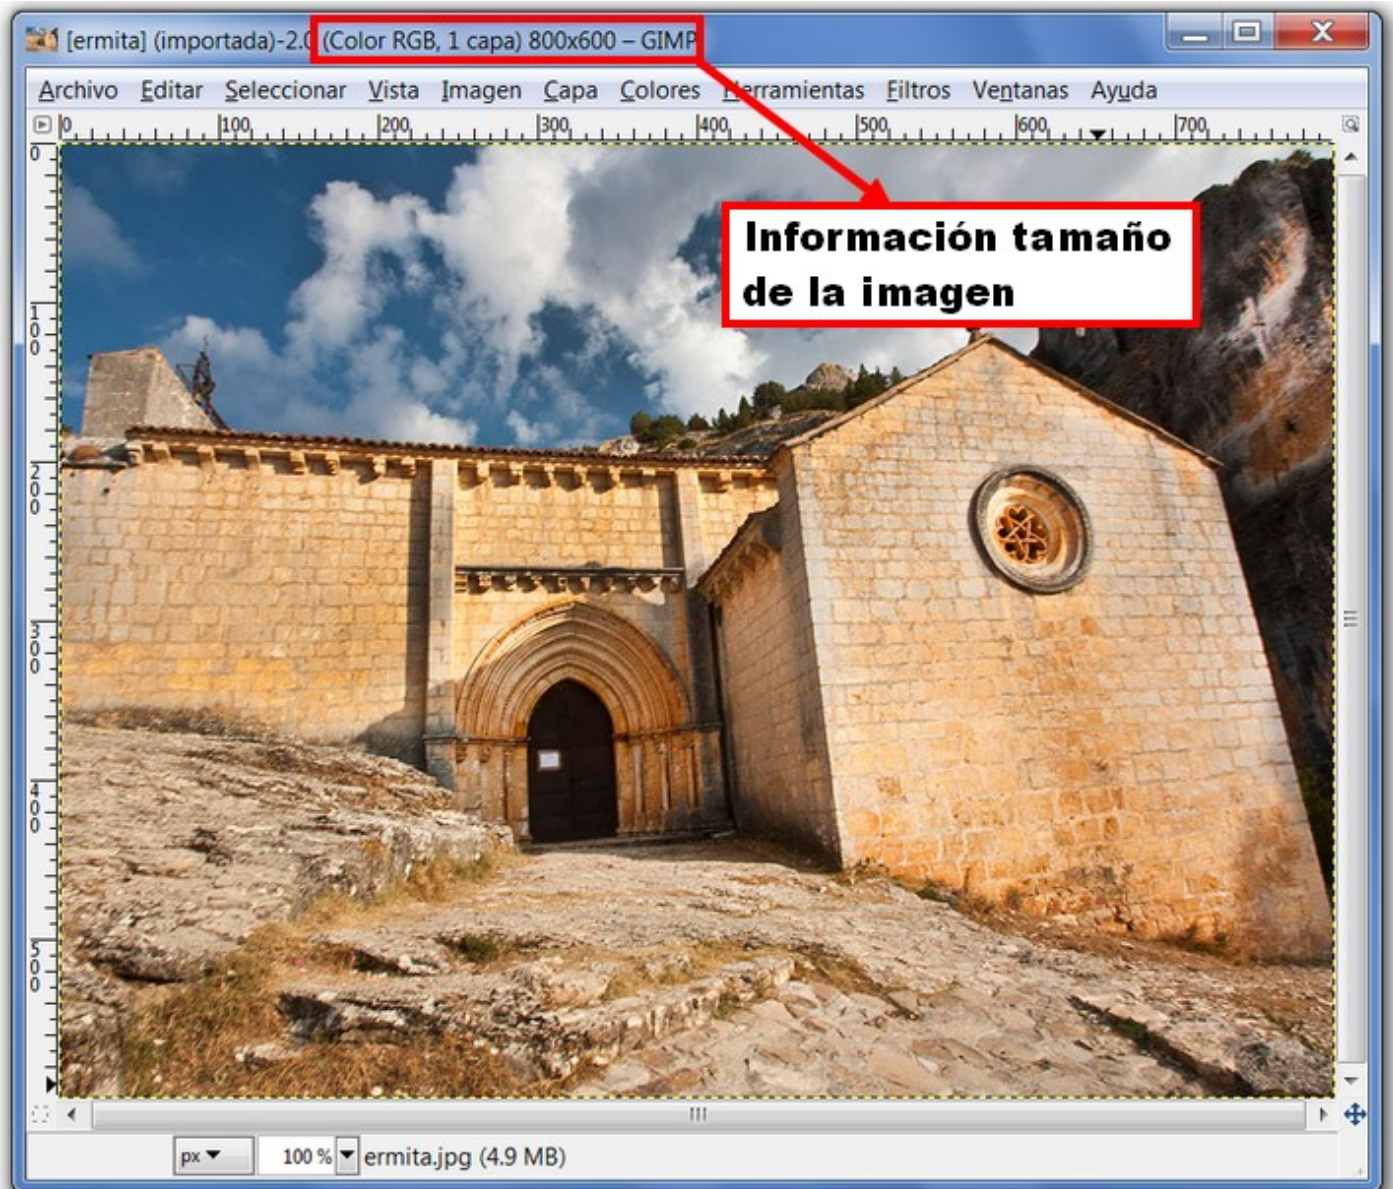 [ermita] (importada)-2.0 (Color RGB, 1 capa) 800x600 – GIMP
Archivo Editar Seleccionar Vista Imagen Capa Colores Herramientas Filtros Ventanas Ayuda
0 100 200 300 400 500 600 700
Información tamaño
de la imagen
0
100
200
300
400
500
px 100 % ermita.jpg (4.9 MB)